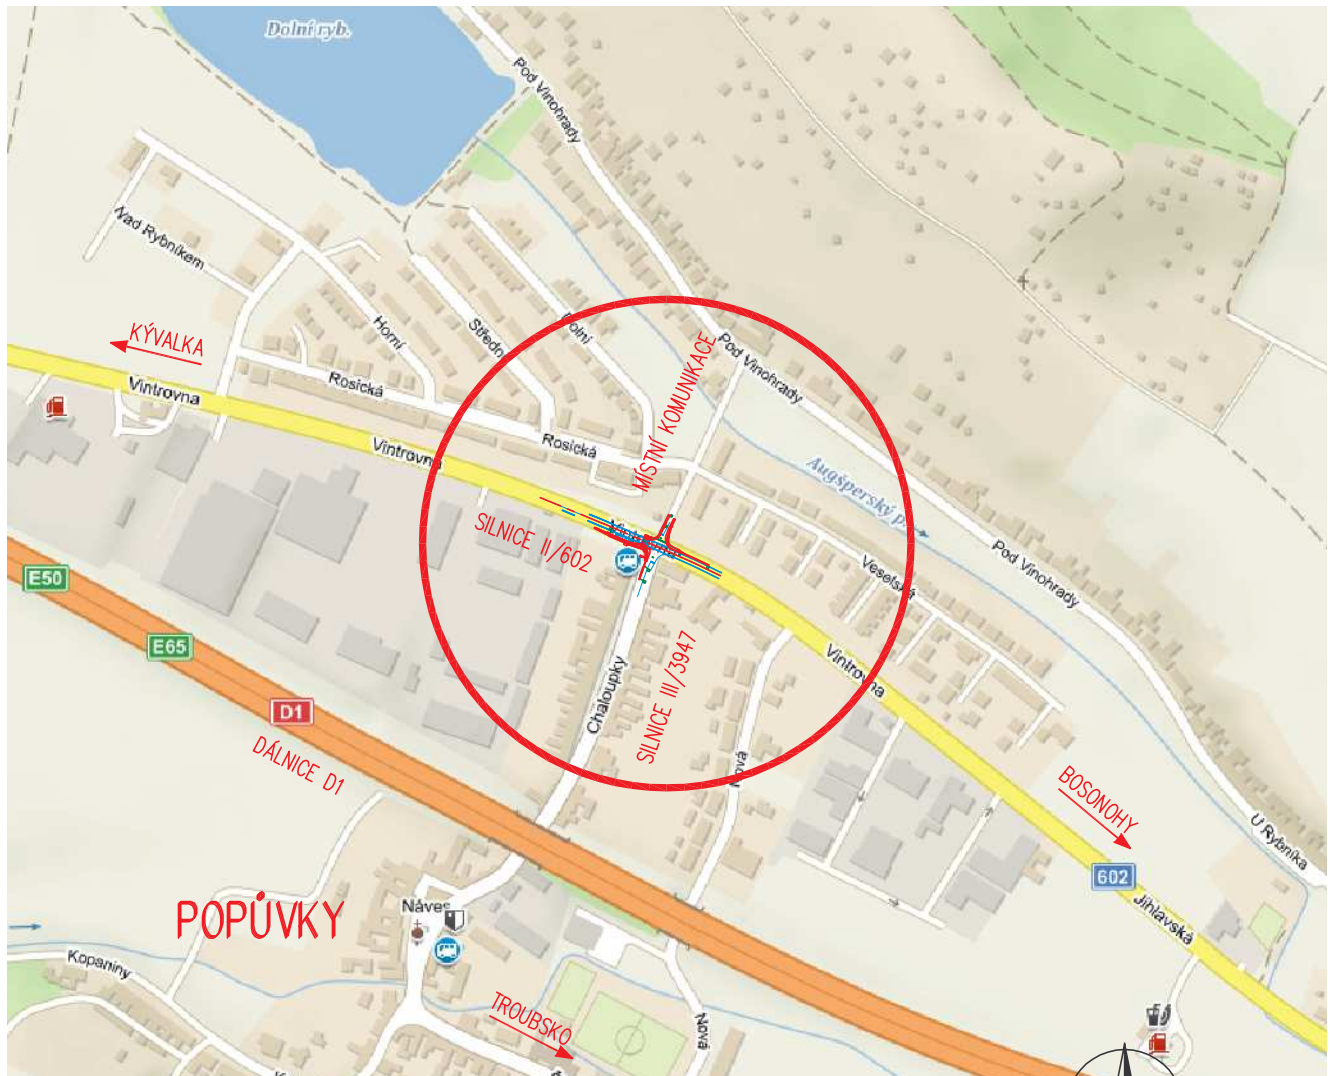 Dolní ryb.
Pod Vinohrady
Nad Rybníkem
KÝVALKA
Horní
Střední
Dolní
MÍSTNÍ KOMUNIKACE
Pod Vinohrady
Vintrovna
Rosická
Rosická
Vintrovna
Augšperský p.
SILNICE II/602
Pod Vinohrady
Veselská
E50
E65
Vintrovna
Chaloupky
SILNICE III/3947
D1
DÁLNICE D1
Nová
BOSONOHY
U Rybníka
602
Jihlavská
POPŮVKY
Náves
Kopaniny
TROUBSKO
Nová